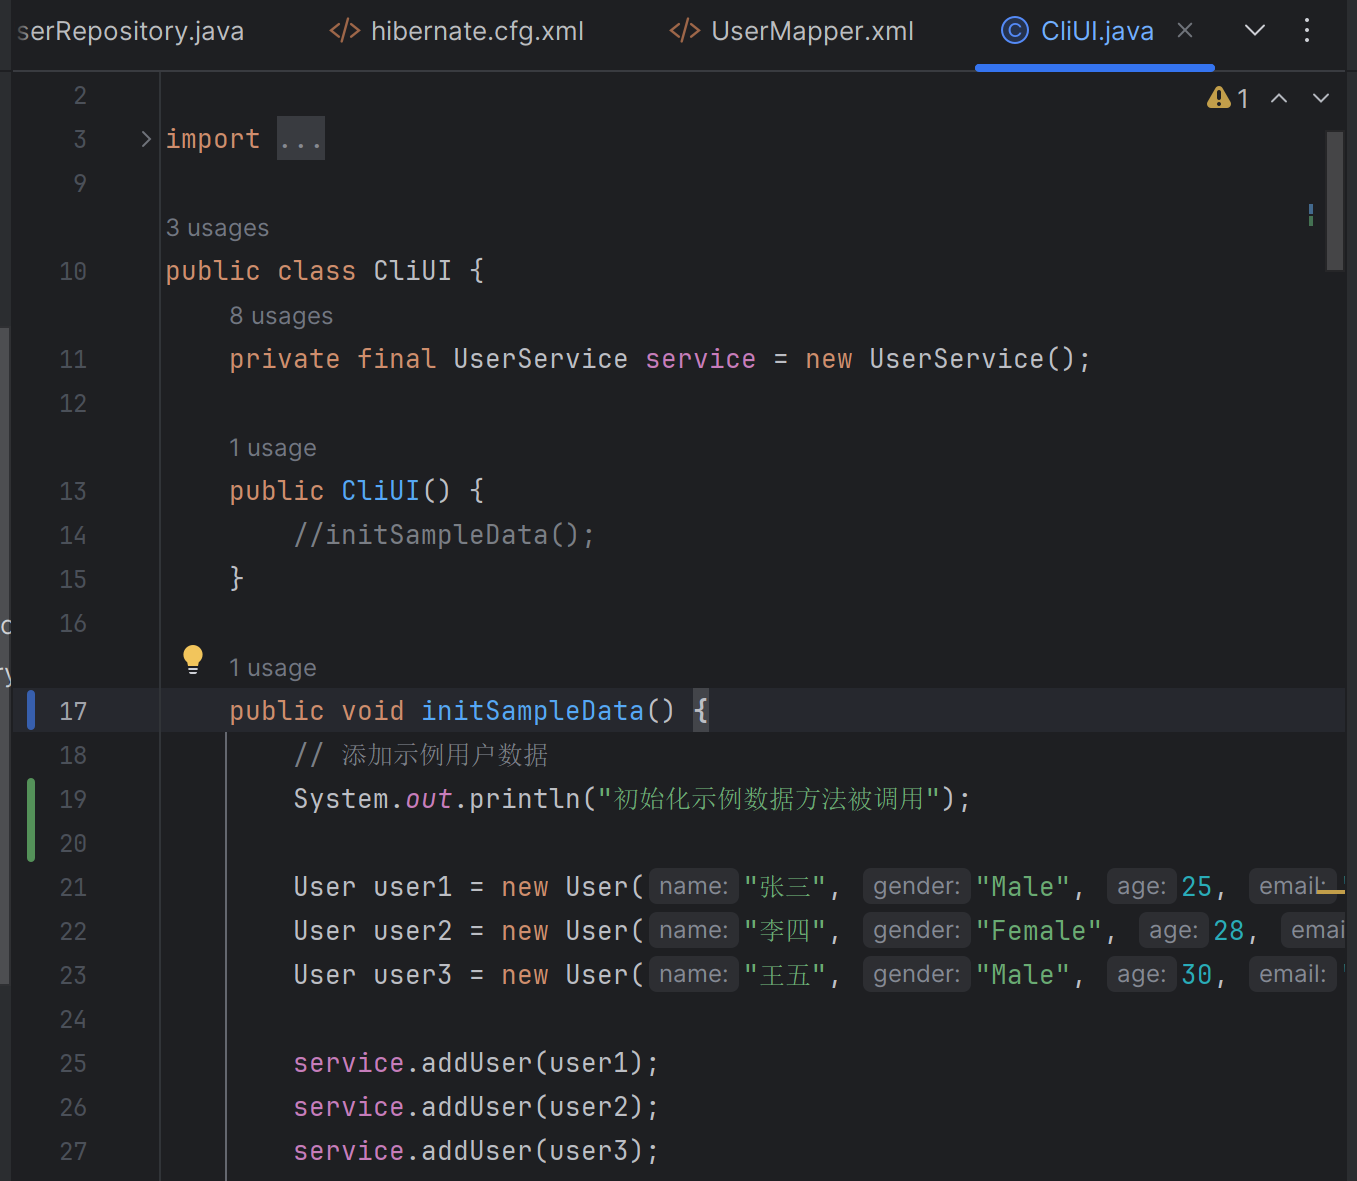 serRepository.java </> hibernate.cfg.xml </> UserMapper.xml CliUI.java
1
2
3 import ...
9
3 usages
10 public class CliUI {
8 usages
11 private final UserService service = new UserService();
12
1 usage
13 public CliUI() {
14 //initSampleData();
15 }
16
1 usage
17 public void initSampleData() {
18 // 添加示例用户数据
19 System.out.println("初始化示例数据方法被调用");
20
21 User user1 = new User( name: "张三", gender: "Male", age: 25, email:
22 User user2 = new User( name: "李四", gender: "Female", age: 28, emai
23 User user3 = new User( name: "王五", gender: "Male", age: 30, email: "
24
25 service.addUser(user1);
26 service.addUser(user2);
27 service.addUser(user3);